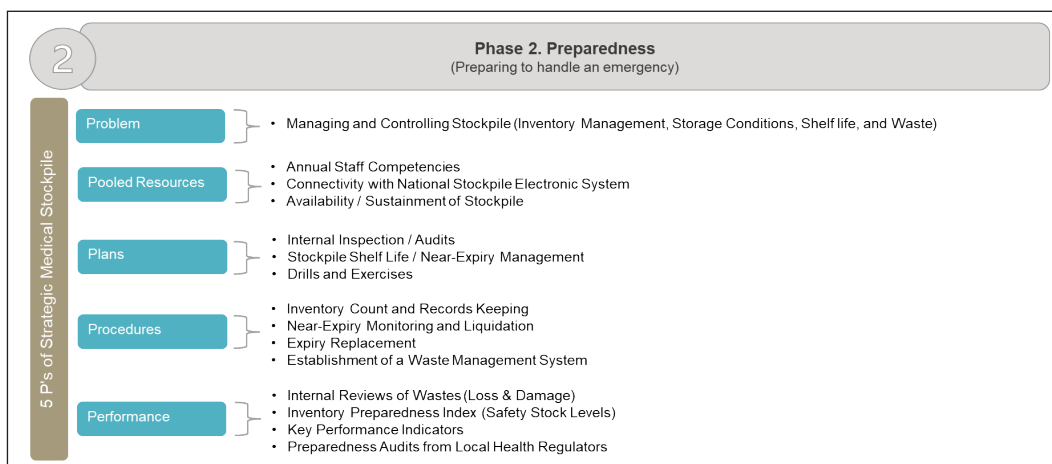 2
Phase 2. Preparedness
(Preparing to handle an emergency)
5 P's of Strategic Medical Stockpile
Problem
• Managing and Controlling Stockpile (Inventory Management, Storage Conditions, Shelf life, and Waste)
Pooled Resources
• Annual Staff Competencies
• Connectivity with National Stockpile Electronic System
• Availability / Sustainment of Stockpile
Plans
• Internal Inspection / Audits
• Stockpile Shelf Life / Near-Expiry Management
• Drills and Exercises
Procedures
• Inventory Count and Records Keeping
• Near-Expiry Monitoring and Liquidation
• Expiry Replacement
• Establishment of a Waste Management System
Performance
• Internal Reviews of Wastes (Loss & Damage)
• Inventory Preparedness Index (Safety Stock Levels)
• Key Performance Indicators
• Preparedness Audits from Local Health Regulators